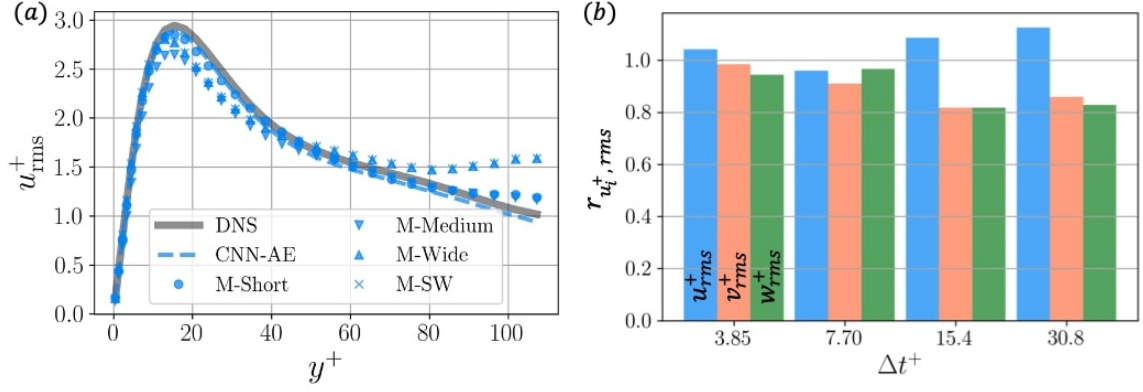 (a)
3.0
2.5
2.0
1.5
1.0
0.5
0.0
u⁺rms
DNS
CNN-AE
M-Short
M-Medium
M-Wide
M-SW
0 20 40 60 80 100
y⁺
(b)
1.0
0.8
0.6
0.4
0.2
0.0
r u⁺i,rms
u⁺rms
v⁺rms
w⁺rms
3.85 7.70 15.4 30.8
Δt⁺